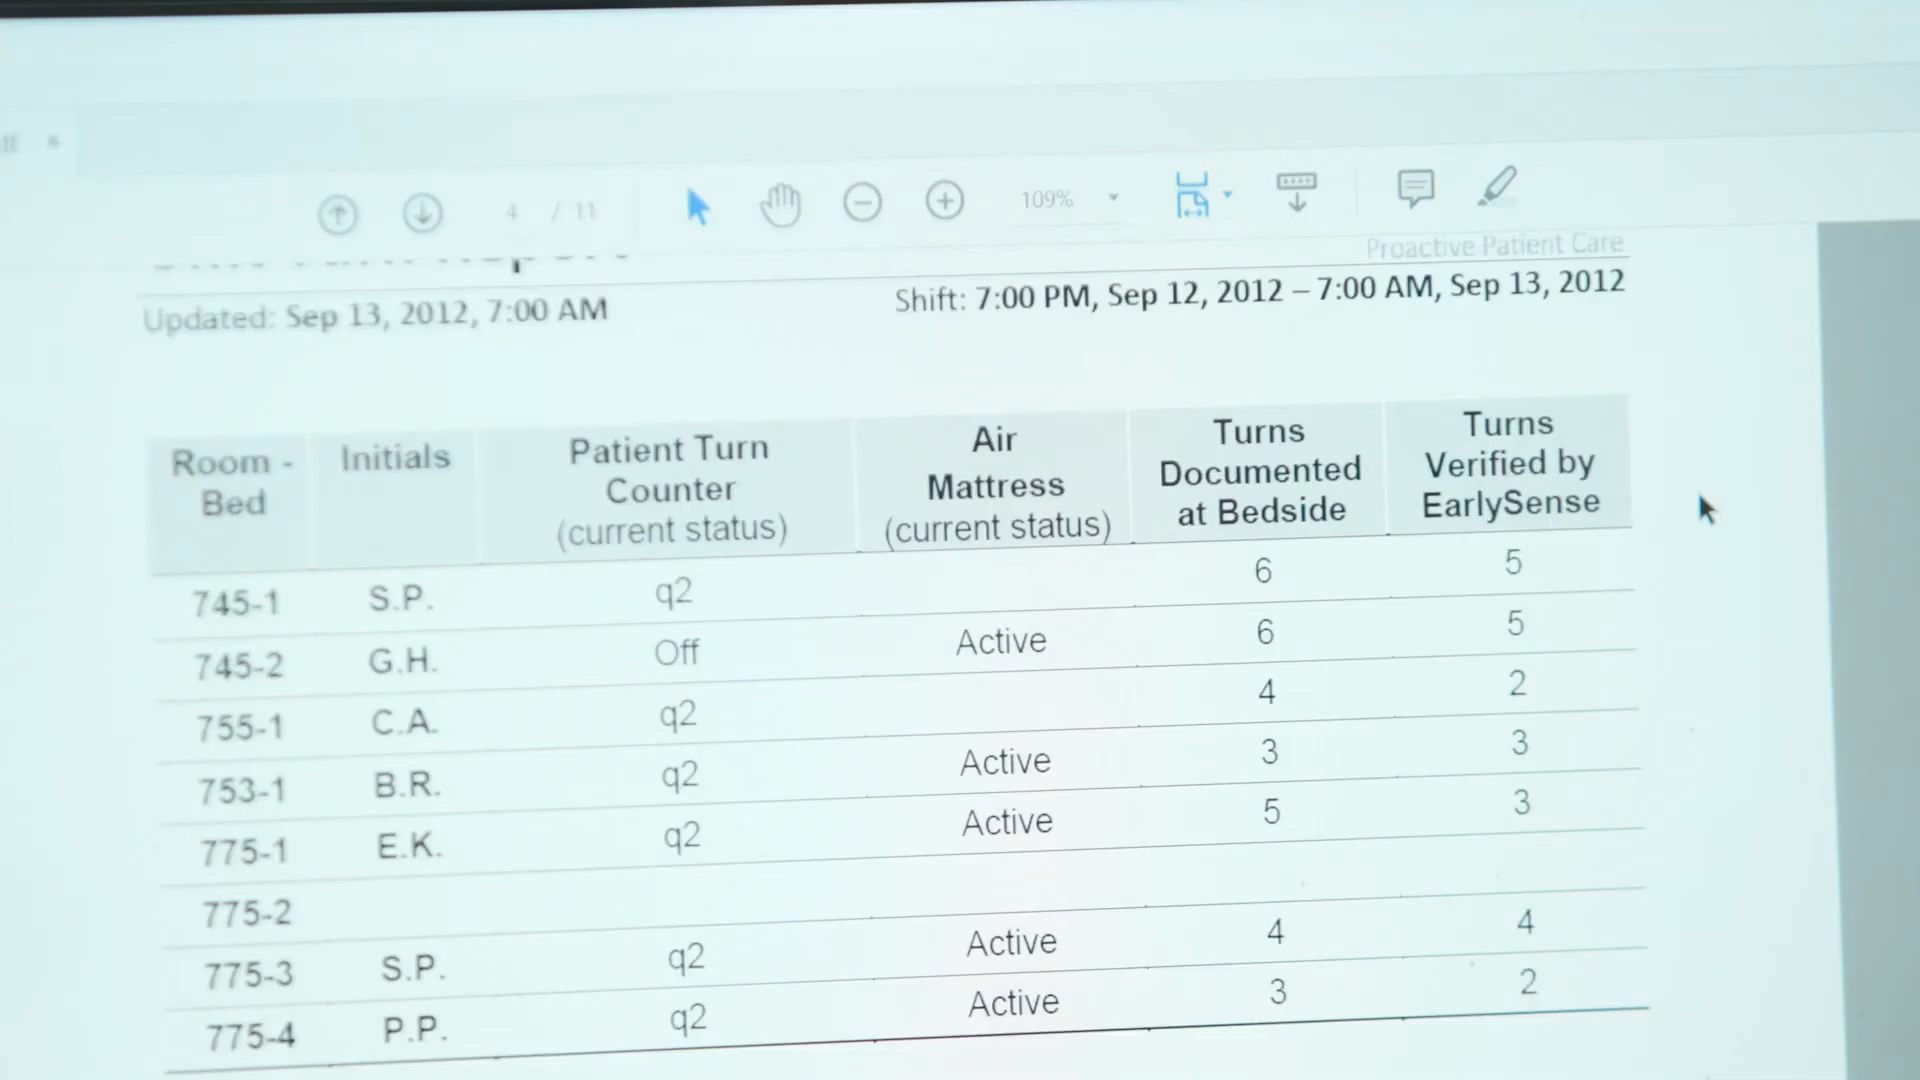 4 / 11
109%
Proactive Patient Care
Updated: Sep 13, 2012, 7:00 AM
Shift: 7:00 PM, Sep 12, 2012 – 7:00 AM, Sep 13, 2012
Room - Bed Initials Patient Turn Counter (current status) Air Mattress (current status) Turns Documented at Bedside Turns Verified by EarlySense
745-1 S.P. q2 6 5
745-2 G.H. Off Active 6 5
755-1 C.A. q2 4 2
753-1 B.R. q2 Active 3 3
775-1 E.K. q2 Active 5 3
775-2
775-3 S.P. q2 Active 4 4
775-4 P.P. q2 Active 3 2